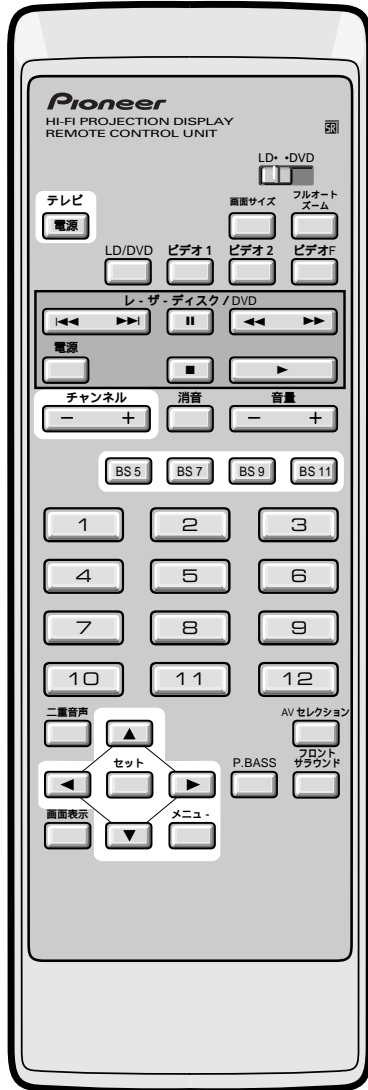 Pioneer
HI-FI PROJECTION DISPLAY
REMOTE CONTROL UNIT
SR
LD• •DVD
テレビ
電源
画面サイズ
フルオート
ズーム
LD/DVD ビデオ1 ビデオ2 ビデオF
レ-ザ-ディスク/DVD
電源
チャンネル 消音 音量
− + − +
BS 5 BS 7 BS 9 BS 11
1 2 3
4 5 6
7 8 9
10 11 12
二重音声 AVセレクション
セット P.BASS フロント
サラウンド
画面表示 メニュ-